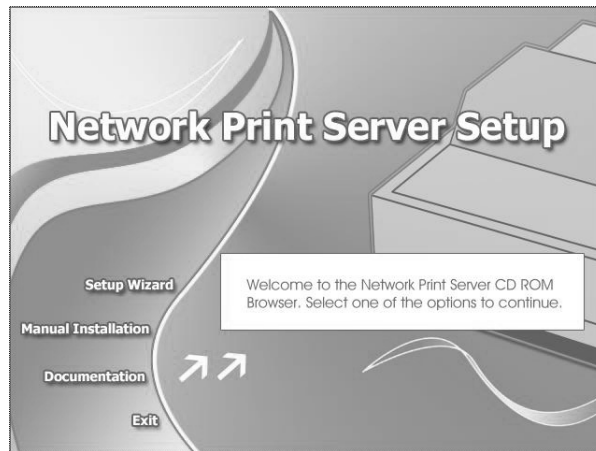 Network Print Server Setup
Setup Wizard
Welcome to the Network Print Server CD ROM
Browser. Select one of the options to continue.
Manual Installation
Documentation
Exit